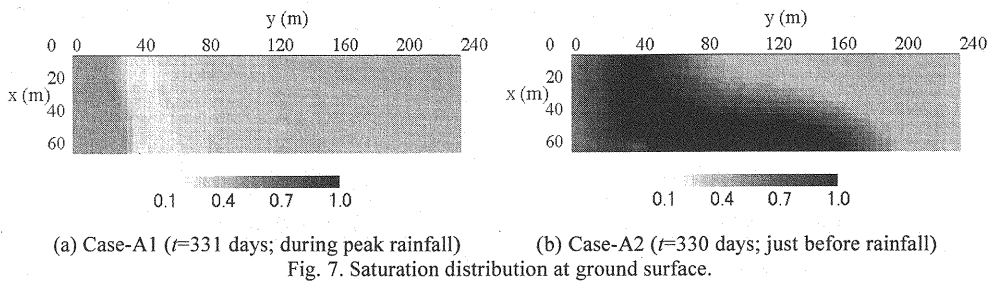 y (m)
0 0 40 80 120 160 200 240
20
x (m)
40
60
0.1 0.4 0.7 1.0
(a) Case-A1 (t=331 days; during peak rainfall)
y (m)
0 0 40 80 120 160 200 240
20
x (m)
40
60
0.1 0.4 0.7 1.0
(b) Case-A2 (t=330 days; just before rainfall)
Fig. 7. Saturation distribution at ground surface.